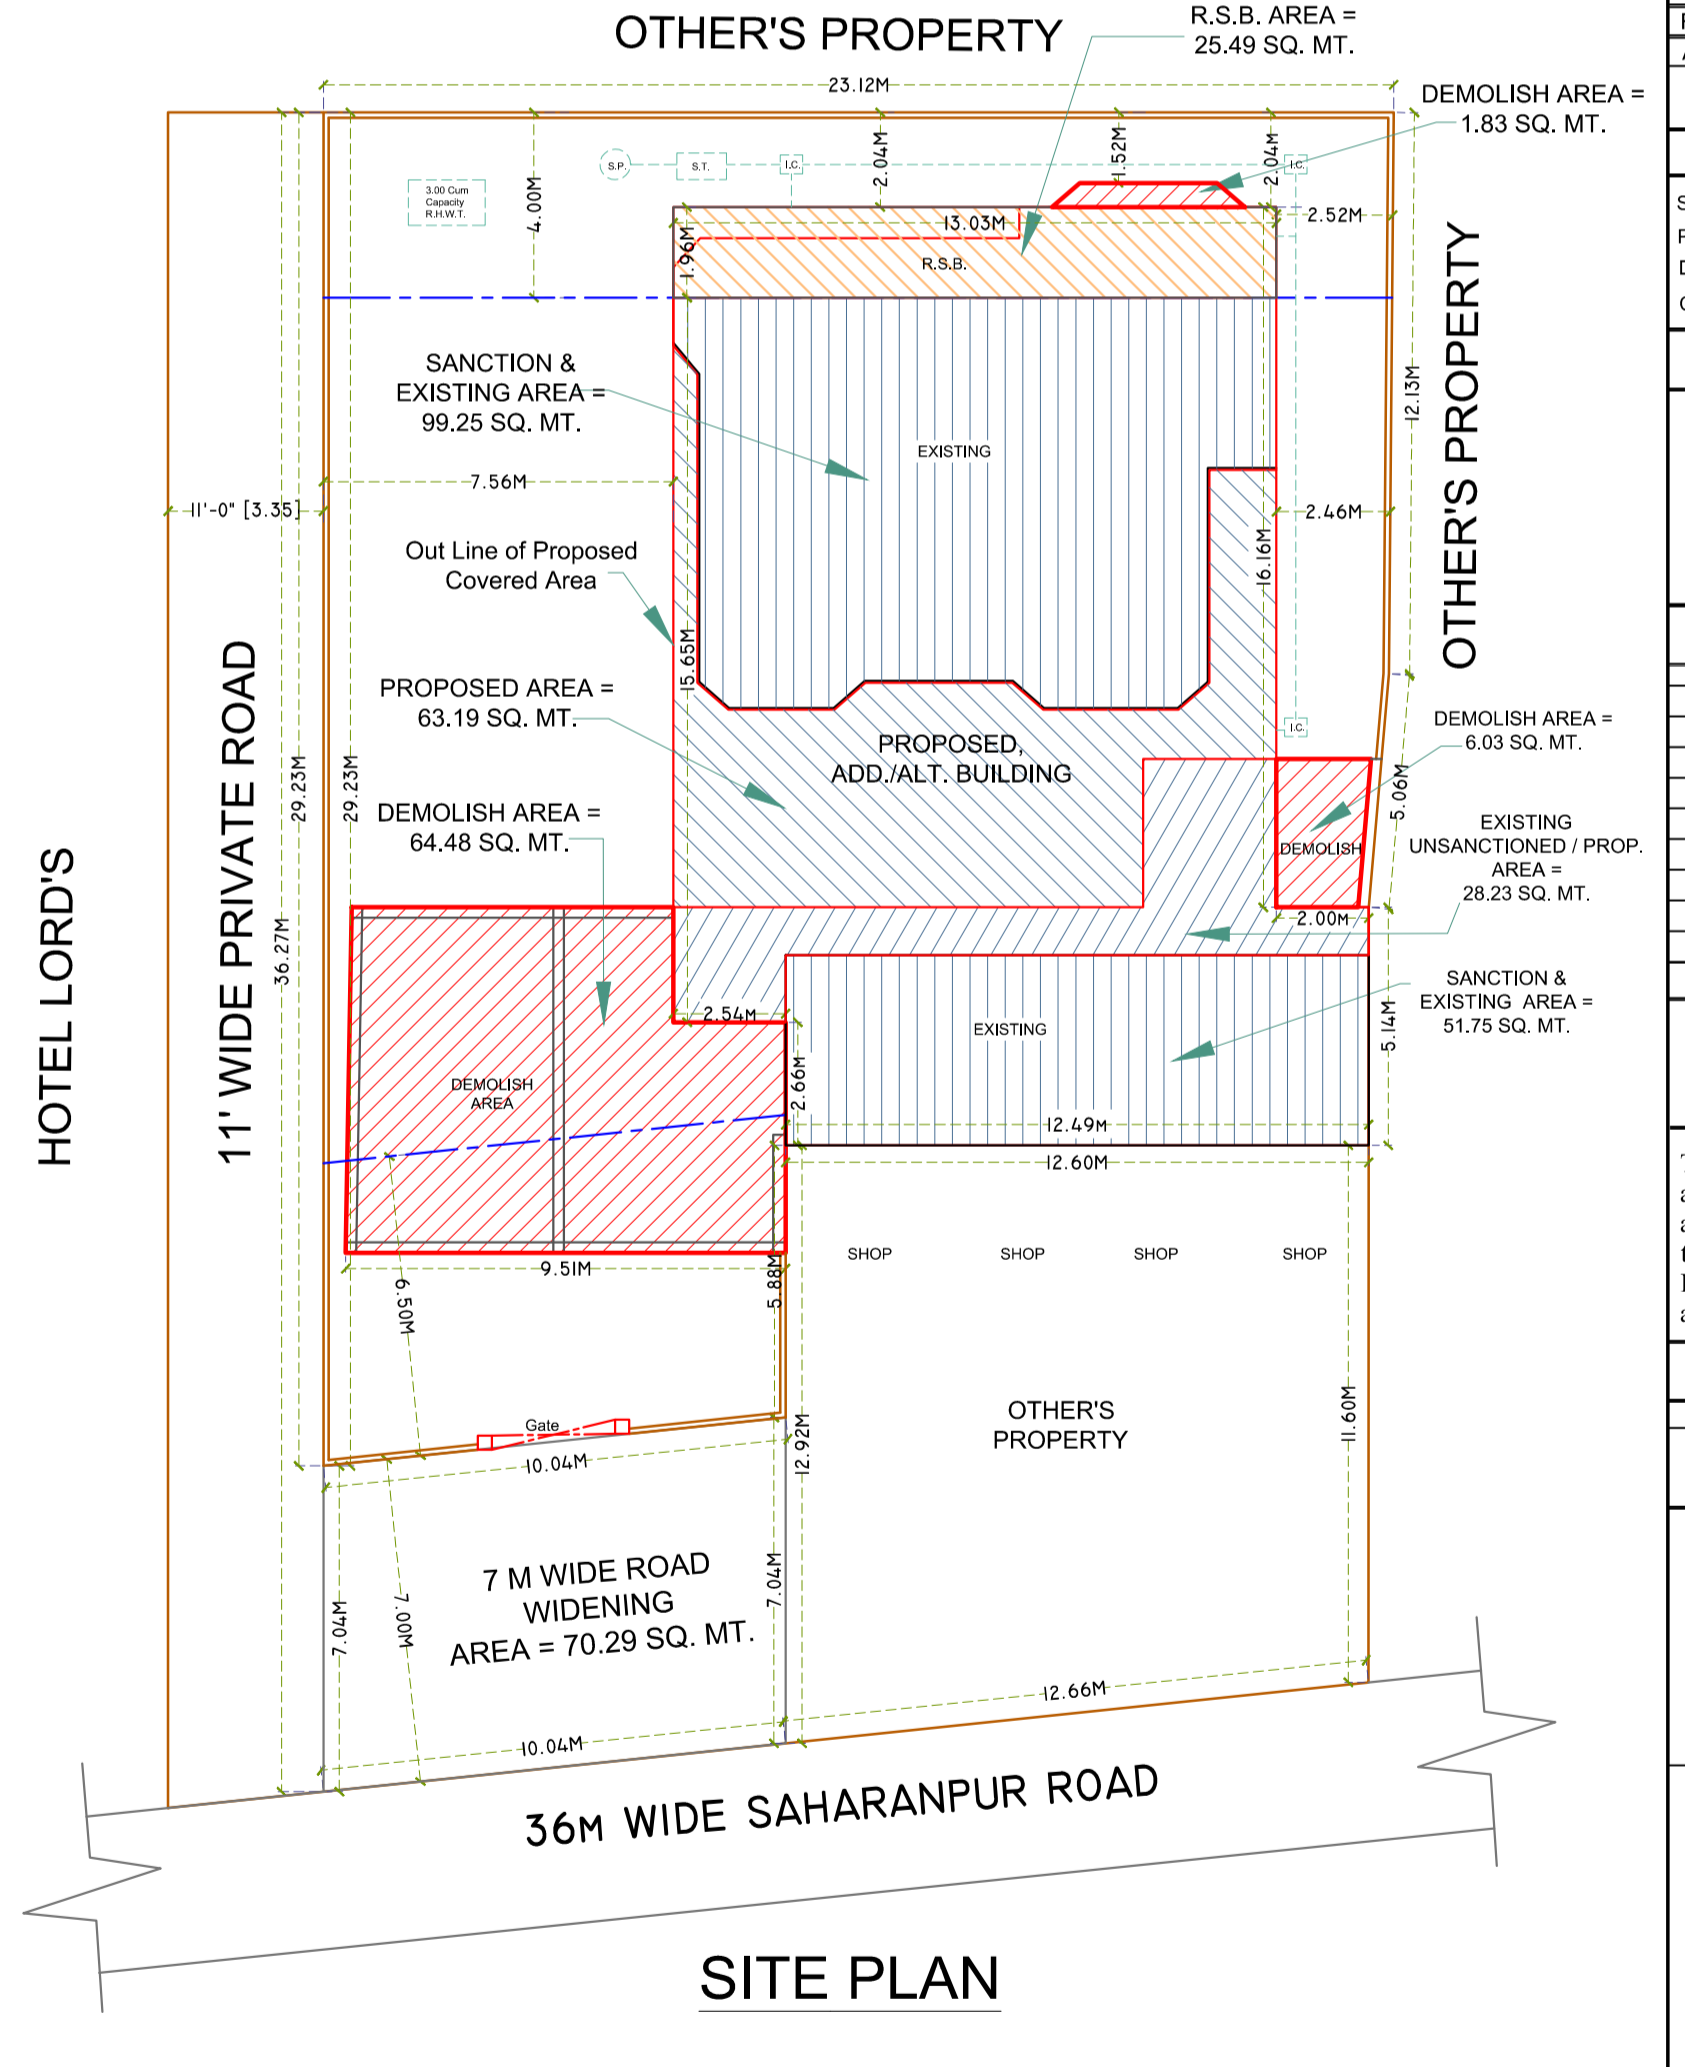 OTHER'S PROPERTY
R.S.B. AREA =
25.49 SQ. MT.
23.12M
DEMOLISH AREA =
1.83 SQ. MT.
S.P.
S.T.
I.C.
2.04M
1.52M
2.04M
I.C.
3.00 Cum
Capacity
R.H.W.T.
4.00M
13.03M
2.52M
1.96M
R.S.B.
OTHER'S PROPERTY
SANCTION &
EXISTING AREA =
99.25 SQ. MT.
12.13M
EXISTING
7.56M
11'-0" [3.35]
2.46M
Out Line of Proposed
Covered Area
16.16M
15.65M
11' WIDE PRIVATE ROAD
PROPOSED AREA =
63.19 SQ. MT.
DEMOLISH AREA =
6.03 SQ. MT.
I.C.
PROPOSED,
ADD./ALT. BUILDING
29.23M
29.23M
5.06M
DEMOLISH AREA =
64.48 SQ. MT.
EXISTING
UNSANCTIONED / PROP.
AREA =
28.23 SQ. MT.
DEMOLISH
HOTEL LORD'S
36.27M
2.00M
SANCTION &
EXISTING AREA =
51.75 SQ. MT.
2.54M
EXISTING
5.14M
DEMOLISH
AREA
2.66M
12.49M
12.60M
SHOP
SHOP
SHOP
SHOP
9.51M
5.88M
6.50M
OTHER'S
PROPERTY
11.60M
Gate
12.92M
10.04M
7 M WIDE ROAD
WIDENING
AREA = 70.29 SQ. MT.
7.04M
7.04M
7.00M
12.66M
10.04M
36M WIDE SAHARANPUR ROAD
SITE PLAN